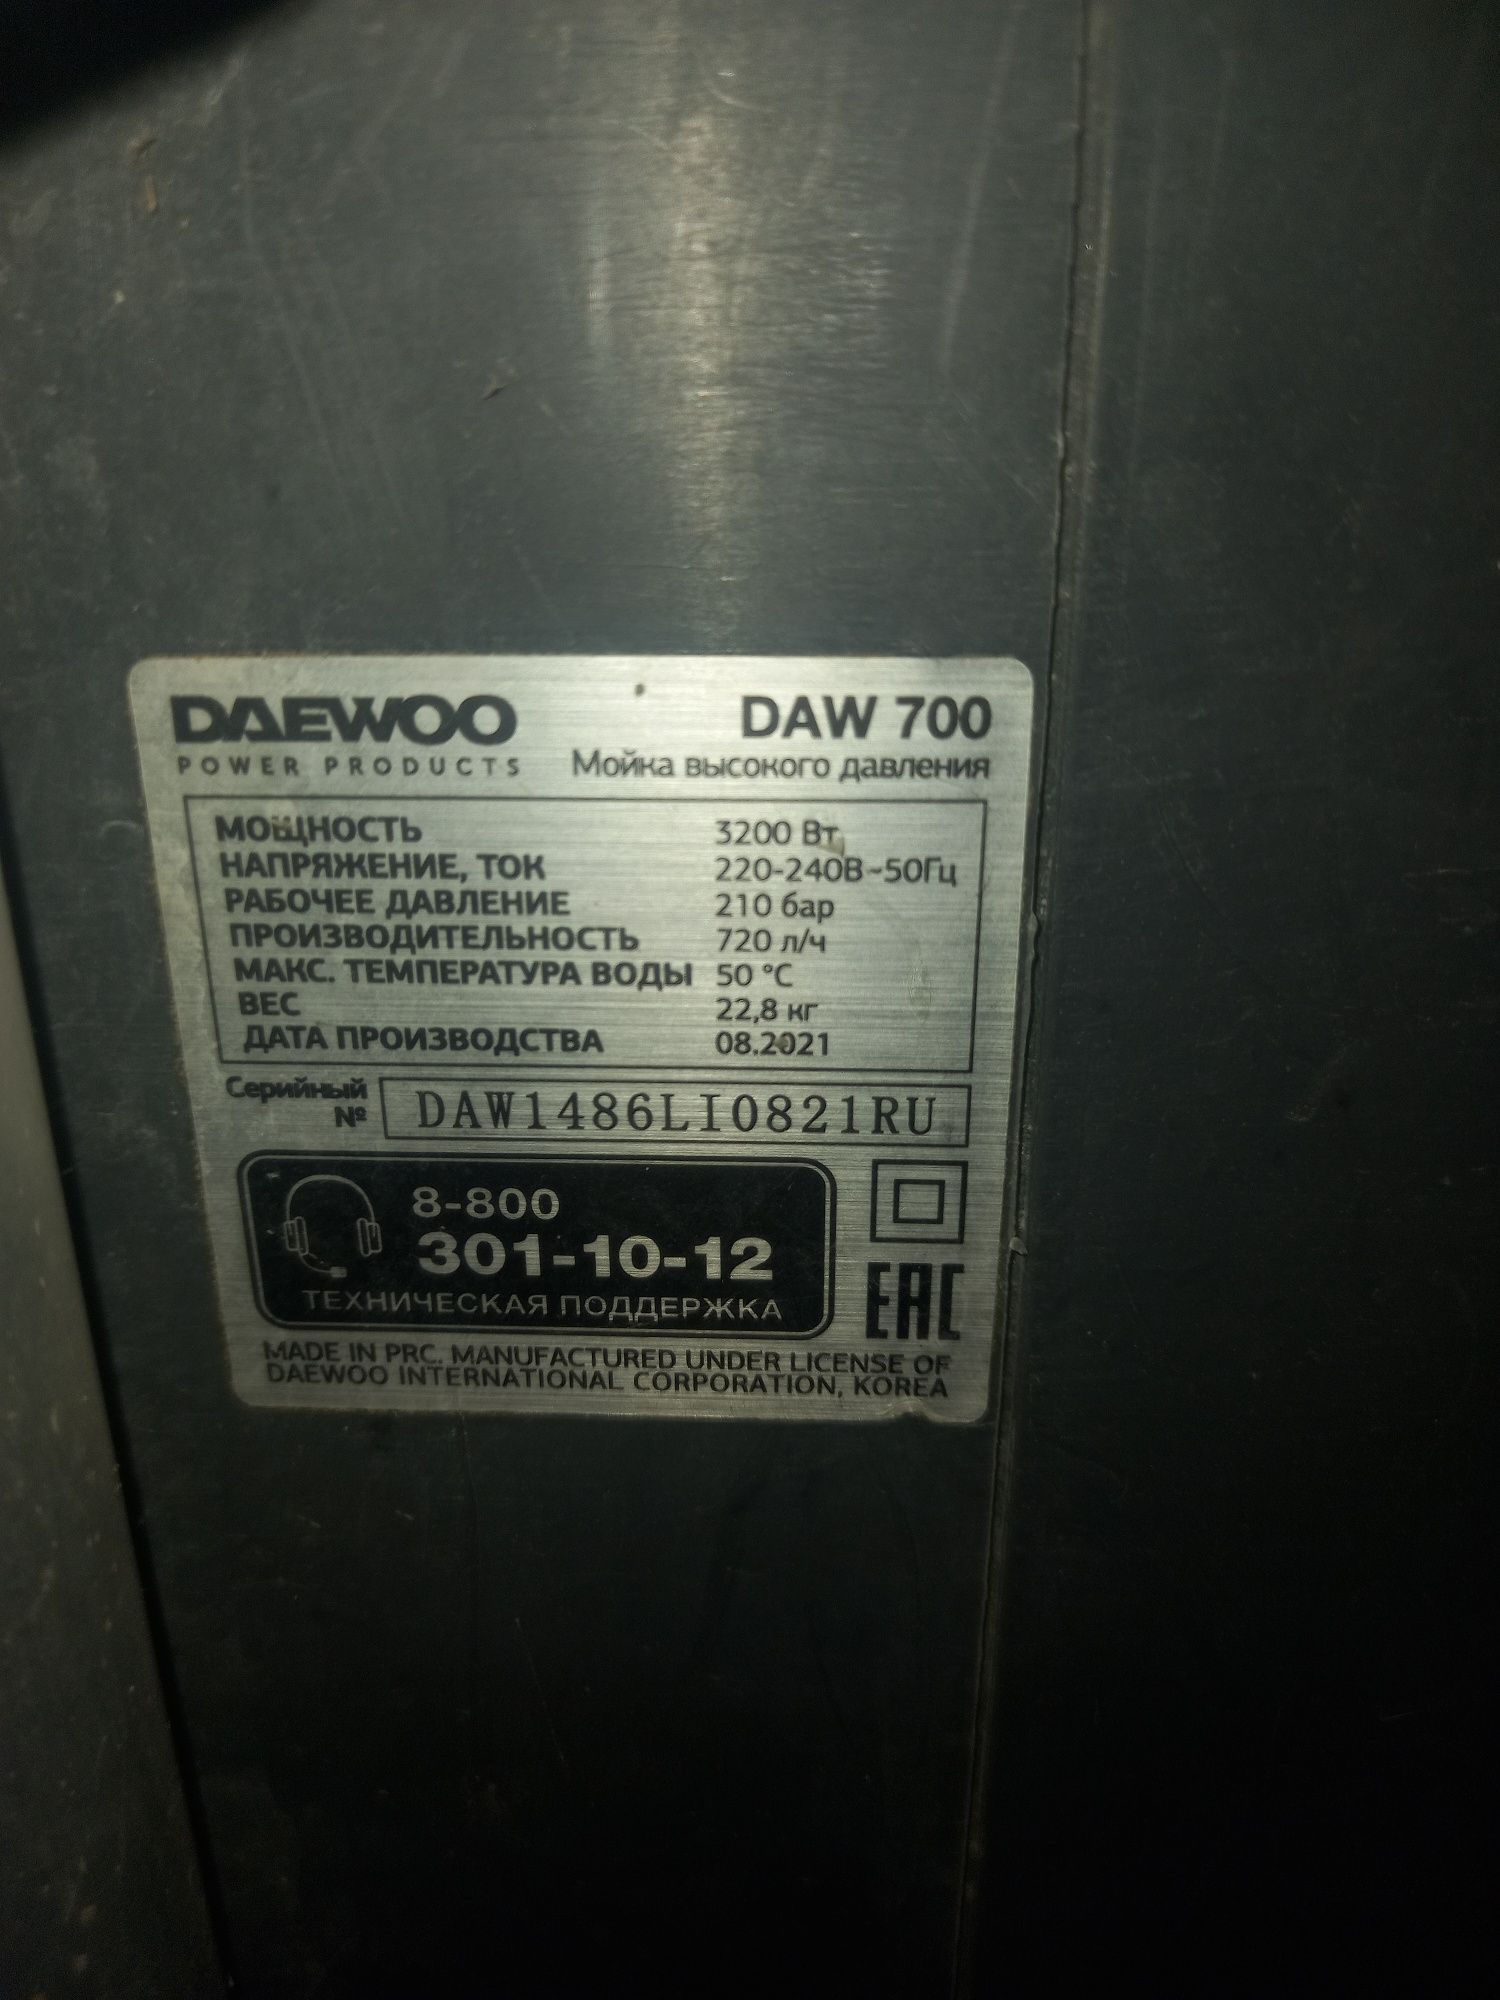 DAEWOO DAW 700
POWER PRODUCTS Мойка высокого давления
МОЩНОСТЬ 3200 Вт
НАПРЯЖЕНИЕ, ТОК 220-240В~50Гц
РАБОЧЕЕ ДАВЛЕНИЕ 210 бар
ПРОИЗВОДИТЕЛЬНОСТЬ 720 л/ч
МАКС. ТЕМПЕРАТУРА ВОДЫ 50 °C
ВЕС 22,8 кг
ДАТА ПРОИЗВОДСТВА 08.2021
Серийный
№ DAW1486LI0821RU
8-800
301-10-12
ТЕХНИЧЕСКАЯ ПОДДЕРЖКА
EAC
MADE IN PRC. MANUFACTURED UNDER LICENSE OF
DAEWOO INTERNATIONAL CORPORATION, KOREA